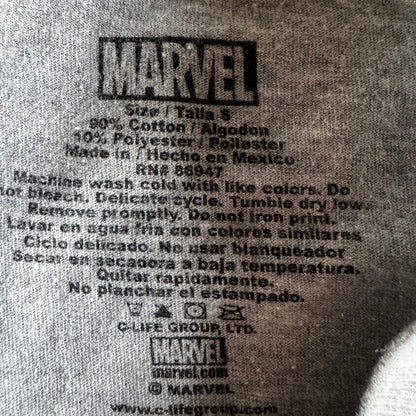 MARVEL
Size / Talla S
90% Cotton / Algodon
10% Polyester / Poliester
Made in / Hecho en Mexico
RN# 86947
Machine wash cold with like colors. Do
not bleach. Delicate cycle. Tumble dry low.
Remove promptly. Do not iron print.
Lavar en agua fria con colores similares
Ciclo delicado. No usar blanqueador
Secar en secadora a baja temperatura.
Quitar rapidamente.
No planchar el estampado.
C-LIFE GROUP, LTD.
MARVEL
marvel.com
© MARVEL
www.c-lifegroup.com